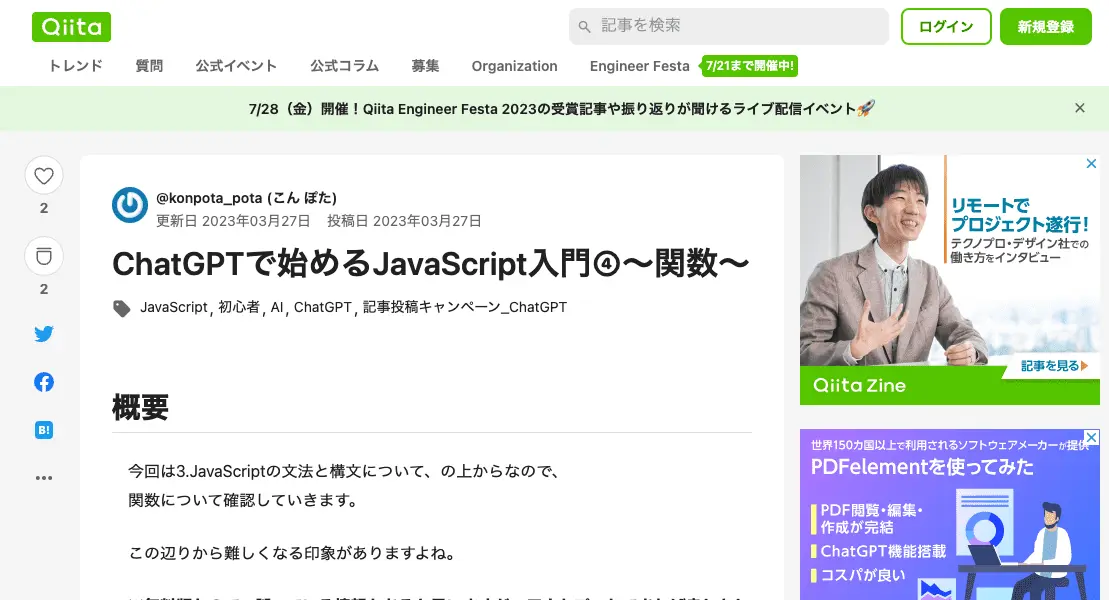 Qiita
記事を検索
ログイン
新規登録
トレンド 質問 公式イベント 公式コラム 募集 Organization Engineer Festa 7/21まで開催中!
7/28（金）開催！Qiita Engineer Festa 2023の受賞記事や振り返りが聞けるライブ配信イベント🚀
2
2
B!
@konpota_pota (こん ぽた)
更新日 2023年03月27日 投稿日 2023年03月27日
ChatGPTで始めるJavaScript入門④〜関数〜
JavaScript, 初心者, AI, ChatGPT, 記事投稿キャンペーン_ChatGPT
概要
今回は3.JavaScriptの文法と構文について、の上からなので、
関数について確認していきます。
この辺りから難しくなる印象がありますよね。
リモートで
プロジェクト遂行！
テクノプロ・デザイン社での
働き方をインタビュー
記事を見る
Qiita Zine
世界150カ国以上で利用されるソフトウェアメーカーが提供
PDFelementを使ってみた
PDF閲覧・編集・
作成が完結
ChatGPT機能搭載
コスパが良い